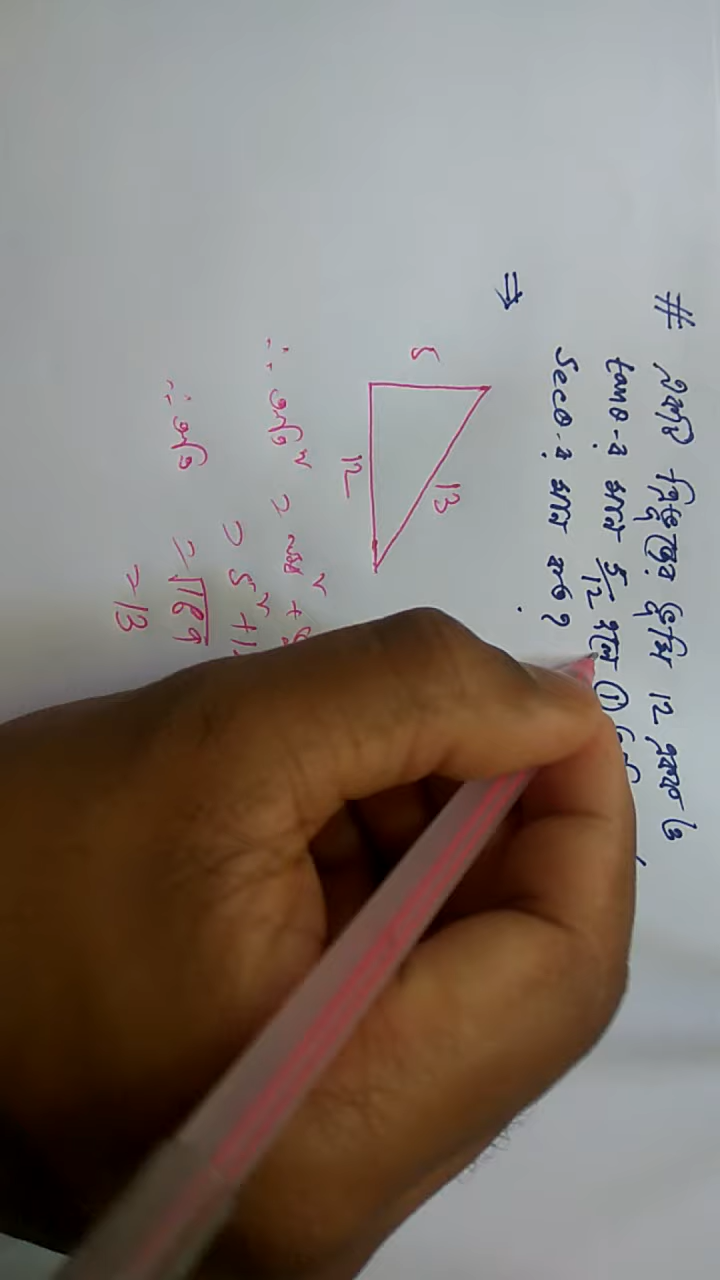 # একটি ত্রিভুজের ভূমি 12 একক ও
tanθ-র মান 5/12 হলে ①
secθ-র মান কত?
⇒
5
13
12
∴ অতি² = লম্ব² +
= 5² + 1
∴ অতি = √169
= 13